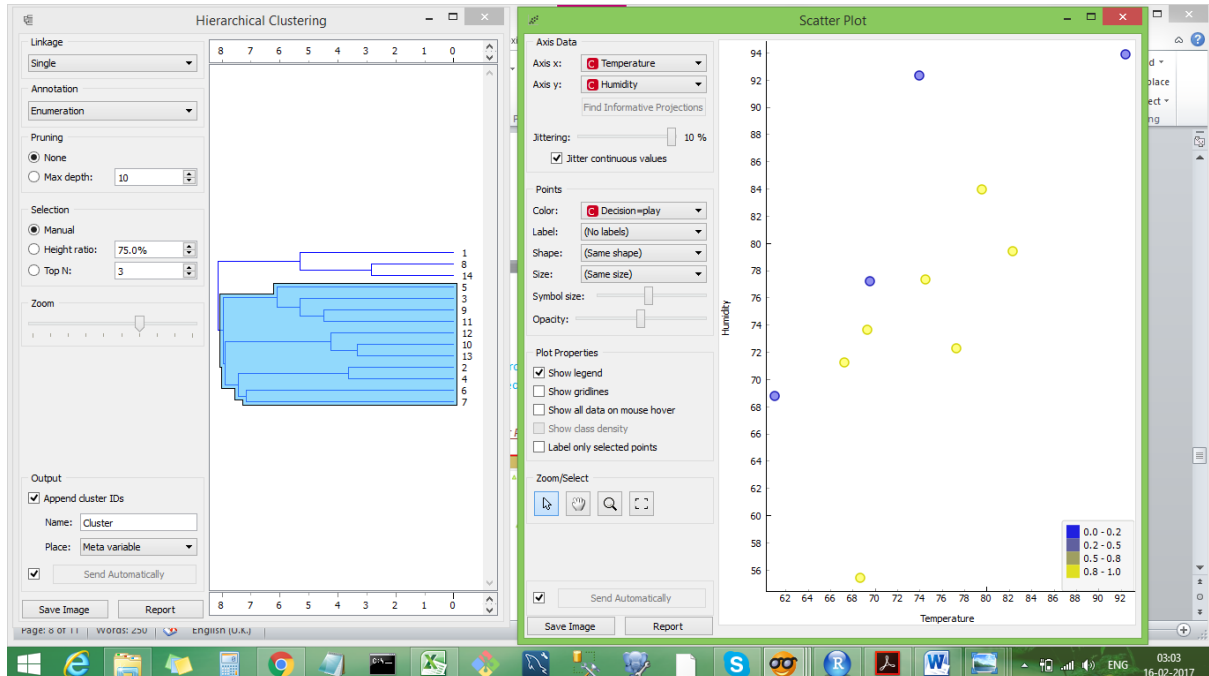 Hierarchical Clustering
Linkage
Single
Annotation
Enumeration
Pruning
None
Max depth: 10
Selection
Manual
Height ratio: 75.0%
Top N: 3
Zoom
Output
Append cluster IDs
Name: Cluster
Place: Meta variable
Send Automatically
Save Image Report
8 7 6 5 4 3 2 1 0
1
8
14
5
3
9
11
12
10
13
2
4
6
7
8 7 6 5 4 3 2 1 0
Scatter Plot
Axis Data
Axis x: C Temperature
Axis y: C Humidity
Find Informative Projections
Jittering: 10 %
Jitter continuous values
Points
Color: C Decision=play
Label: (No labels)
Shape: (Same shape)
Size: (Same size)
Symbol size:
Opacity:
Plot Properties
Show legend
Show gridlines
Show all data on mouse hover
Show class density
Label only selected points
Zoom/Select
Send Automatically
Save Image Report
94
92
90
88
86
84
82
80
78
76
74
72
70
68
66
64
62
60
58
56
Humidity
62 64 66 68 70 72 74 76 78 80 82 84 86 88 90 92
Temperature
0.0 - 0.2
0.2 - 0.5
0.5 - 0.8
0.8 - 1.0
Page: 8 of 11 Words: 250 English (U.K.)
ENG
03:03
16-02-2017